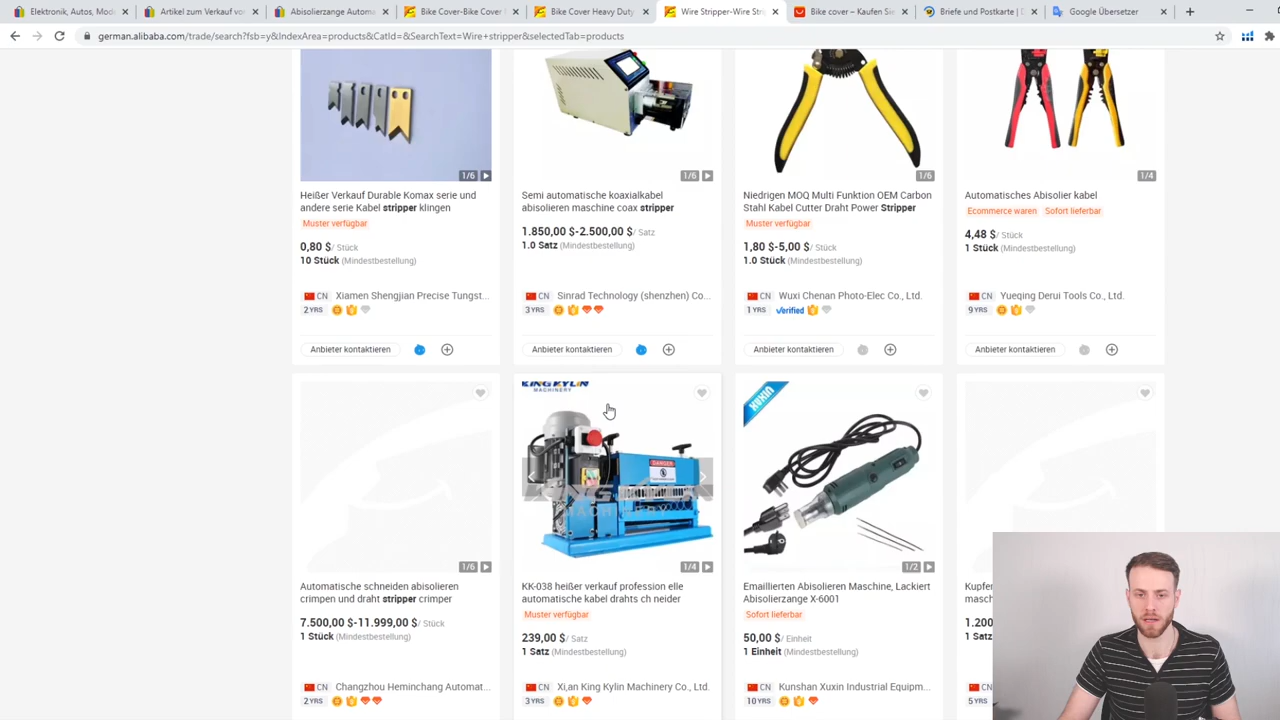 Elektronik, Autos, Mode
Artikel zum Verkauf vo
Abisolierzange Automa
Bike Cover-Bike Cover
Bike Cover Heavy Duty
Wire Stripper-Wire Stri
Bike cover – Kaufen Si
Briefe und Postkarte | D
Google Übersetzer
german.alibaba.com/trade/search?fsb=y&IndexArea=products&CatId=&SearchText=Wire+stripper&selectedTab=products
1/6
1/6
1/6
1/4
Heißer Verkauf Durable Komax serie und
andere serie Kabel stripper klingen
Muster verfügbar
0,80 $/ Stück
10 Stück (Mindestbestellung)
CN Xiamen Shengjian Precise Tungst...
2 YRS
Anbieter kontaktieren
Semi automatische koaxialkabel
abisolieren maschine coax stripper
1.850,00 $-2.500,00 $/ Satz
1.0 Satz (Mindestbestellung)
CN Sinrad Technology (shenzhen) Co...
3 YRS
Anbieter kontaktieren
Niedrigen MOQ Multi Funktion OEM Carbon
Stahl Kabel Cutter Draht Power Stripper
Muster verfügbar
1,80 $-5,00 $/ Stück
1.0 Stück (Mindestbestellung)
CN Wuxi Chenan Photo-Elec Co., Ltd.
1 YRS Verified
Anbieter kontaktieren
Automatisches Abisolier kabel
Ecommerce waren Sofort lieferbar
4,48 $/ Stück
1 Stück (Mindestbestellung)
CN Yueqing Derui Tools Co., Ltd.
9 YRS
Anbieter kontaktieren
1/6
Automatische schneiden abisolieren
crimpen und draht stripper crimper
7.500,00 $-11.999,00 $/ Stück
1 Stück (Mindestbestellung)
CN Changzhou Heminchang Automat...
2 YRS
KING KYLIN
MACHINERY
DANGER
MACHINERY
1/4
KK-038 heißer verkauf profession elle
automatische kabel drahts ch neider
Muster verfügbar
239,00 $/ Satz
1 Satz (Mindestbestellung)
CN Xi,an King Kylin Machinery Co., Ltd.
3 YRS
XUXIN
1/2
Emaillierten Abisolieren Maschine, Lackiert
Abisolierzange X-6001
Sofort lieferbar
50,00 $/ Einheit
1 Einheit (Mindestbestellung)
CN Kunshan Xuxin Industrial Equipm...
10 YRS
Kupfer
masch
1.200
1 Satz
CN
5 YRS